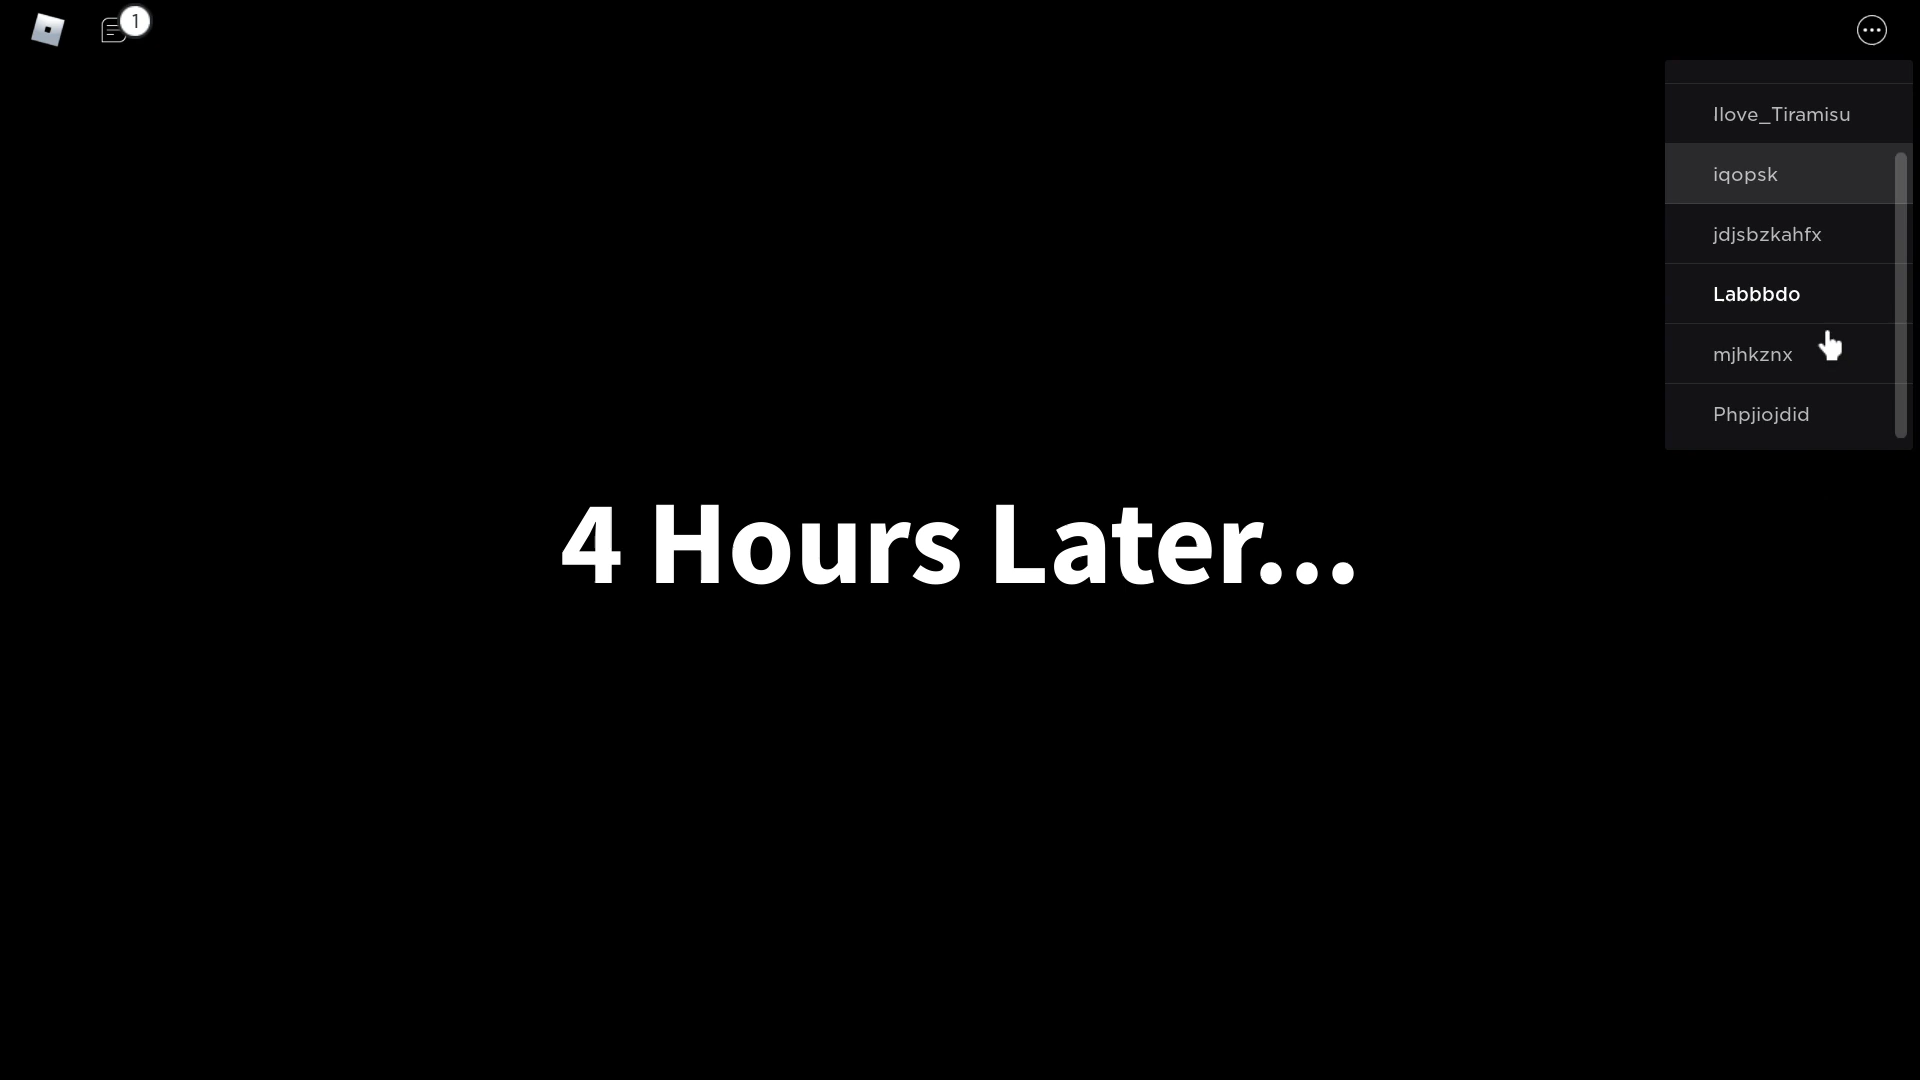 1
Ilove_Tiramisu
iqopsk
jdjsbzkahfx
Labbbdo
mjhkznx
Phpjiojdid
4 Hours Later...